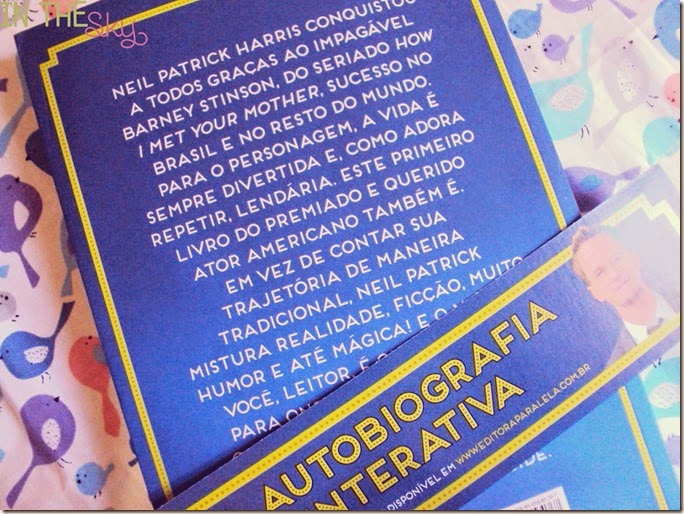 IN THE
Sky
NEIL PATRICK HARRIS CONQUISTOU
A TODOS GRAÇAS AO IMPAGÁVEL
BARNEY STINSON, DO SERIADO HOW
I MET YOUR MOTHER, SUCESSO NO
BRASIL E NO RESTO DO MUNDO.
PARA O PERSONAGEM, A VIDA É
SEMPRE DIVERTIDA E, COMO ADORA
REPETIR, LENDÁRIA. ESTE PRIMEIRO
LIVRO DO PREMIADO E QUERIDO
ATOR AMERICANO TAMBÉM É.
EM VEZ DE CONTAR SUA
TRAJETÓRIA DE MANEIRA
TRADICIONAL, NEIL PATRICK
MISTURA REALIDADE, FICÇÃO, MUITO
HUMOR E ATÉ MÁGICA! E O
VOCÊ, LEITOR, É
PARA
AUTOBIOGRAFIA
INTERATIVA
DISPONÍVEL EM WWW.EDITORAPARALELA.COM.BR